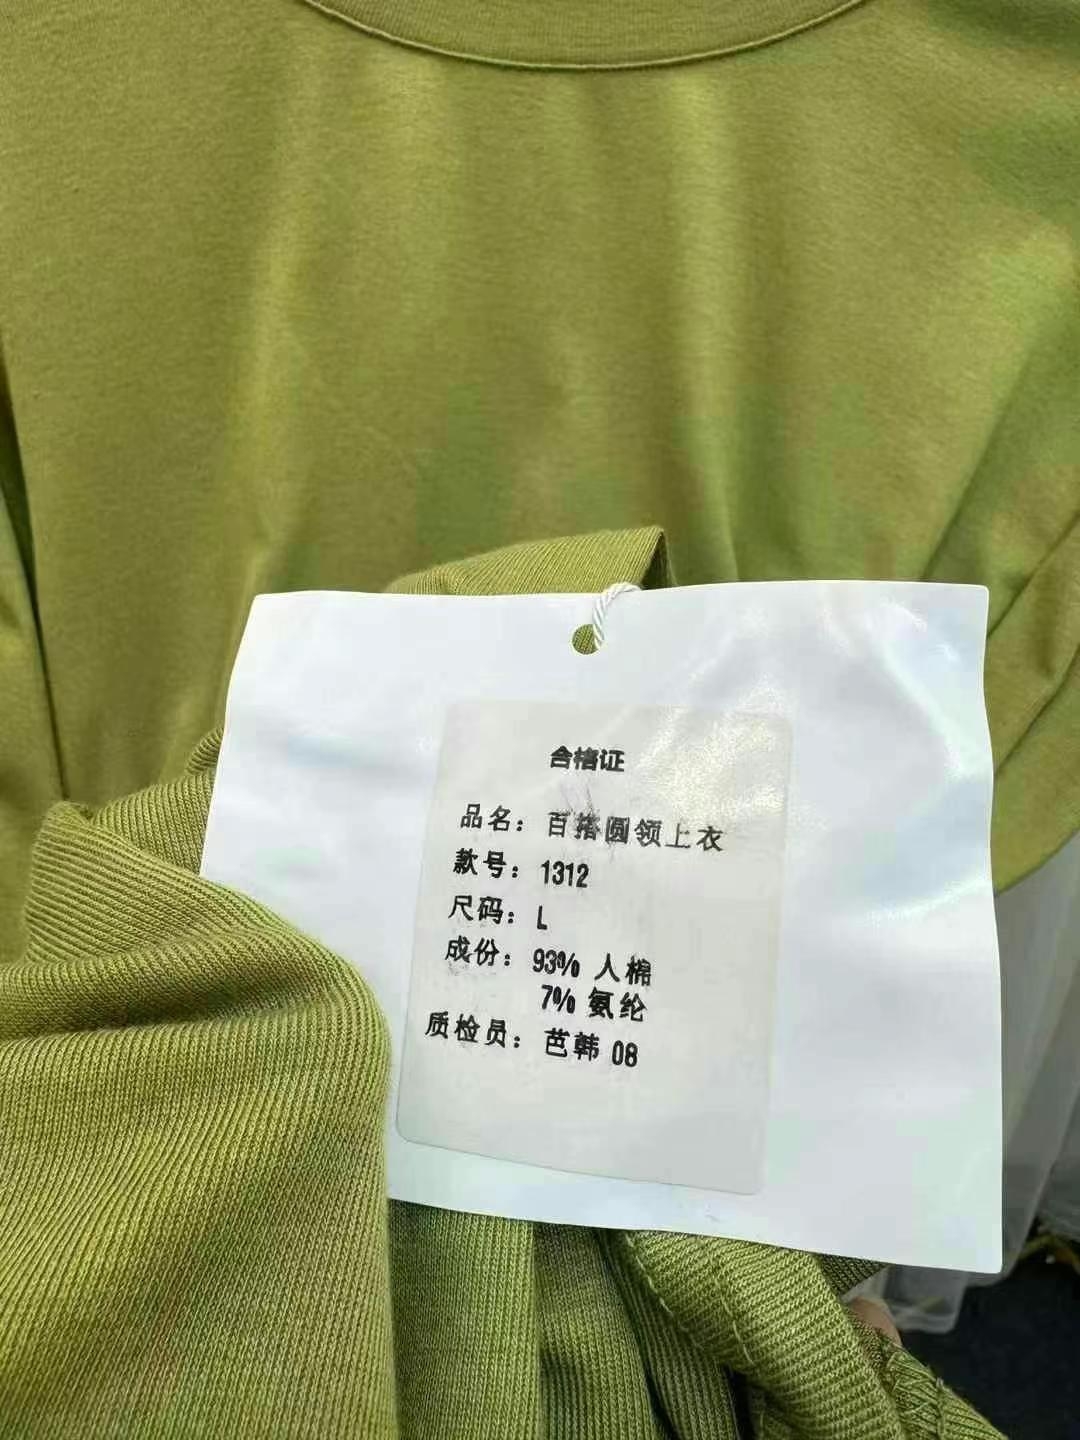 合格证
品名：百搭圆领上衣
款号：1312
尺码：L
成份：93% 人棉
7% 氨纶
质检员：芭韩 08